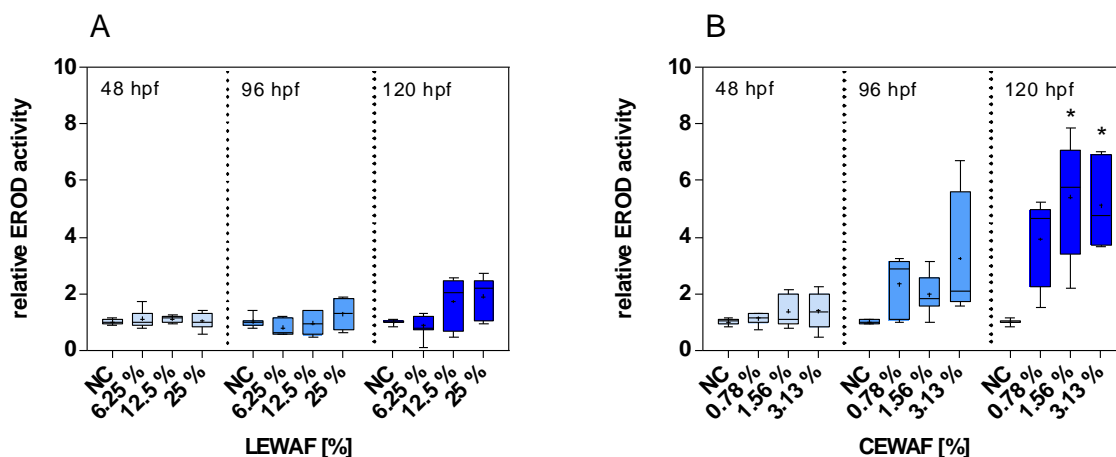 A
relative EROD activity
10
8
6
4
2
0
48 hpf
96 hpf
120 hpf
NC
6.25 %
12.5 %
25 %
NC
6.25 %
12.5 %
25 %
NC
6.25 %
12.5 %
25 %
LEWAF [%]
B
relative EROD activity
10
8
6
4
2
0
48 hpf
96 hpf
120 hpf
*
*
NC
0.78 %
1.56 %
3.13 %
NC
0.78 %
1.56 %
3.13 %
NC
0.78 %
1.56 %
3.13 %
CEWAF [%]